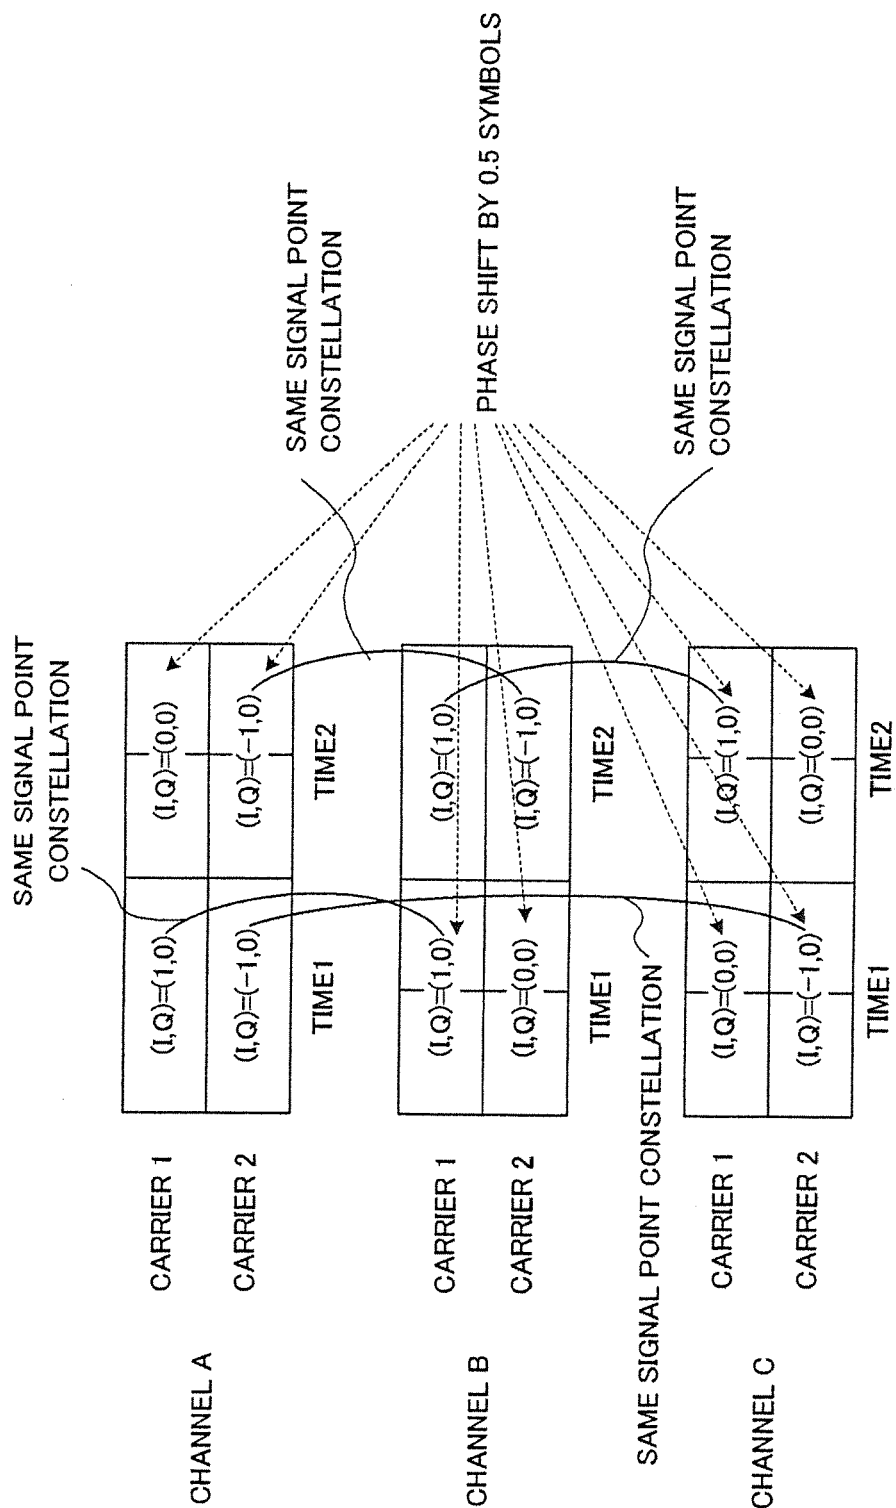 SAME SIGNAL POINT
CONSTELLATION
SAME SIGNAL POINT
CONSTELLATION
PHASE SHIFT BY 0.5 SYMBOLS
SAME SIGNAL POINT
CONSTELLATION
CHANNEL A
CARRIER 1
(I,Q)=(1,0)
(I,Q)=(0,0)
CARRIER 2
(I,Q)=(-1,0)
(I,Q)=(-1,0)
TIME1
TIME2
CHANNEL B
CARRIER 1
(I,Q)=(1,0)
(I,Q)=(1,0)
CARRIER 2
(I,Q)=(0,0)
(I,Q)=(-1,0)
TIME1
TIME2
SAME SIGNAL POINT CONSTELLATION
CHANNEL C
CARRIER 1
(I,Q)=(0,0)
(I,Q)=(1,0)
CARRIER 2
(I,Q)=(-1,0)
(I,Q)=(0,0)
TIME1
TIME2